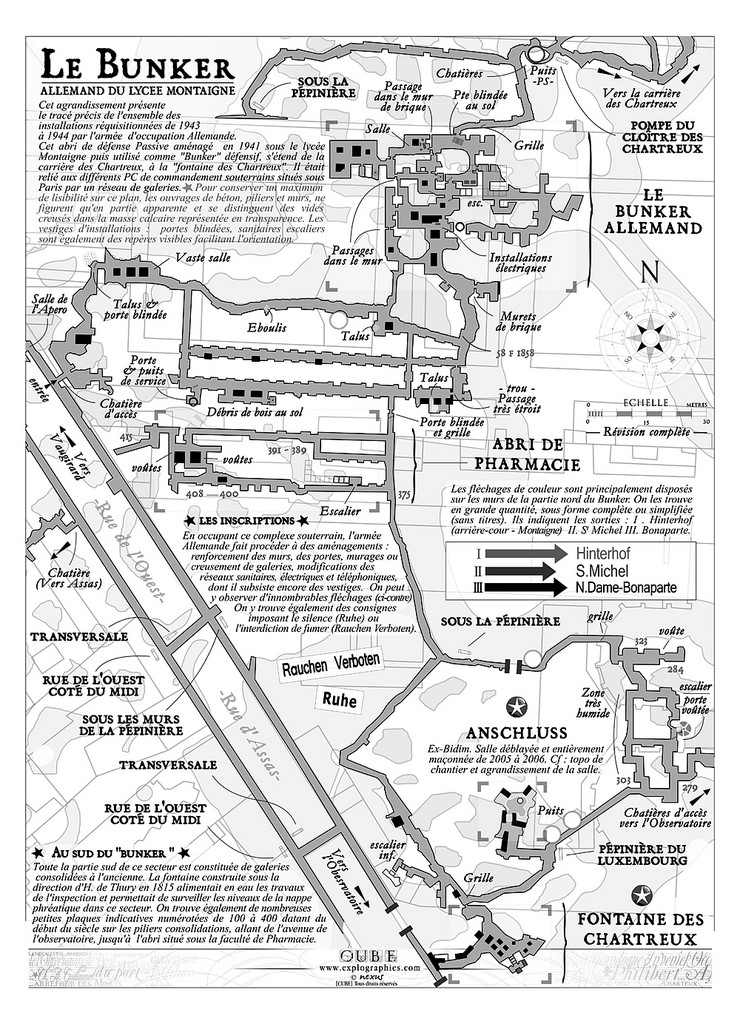 LE BUNKER
ALLEMAND DU LYCEE MONTAIGNE
Cet agrandissement présente
le tracé précis de l'ensemble des
installations réquisitionnées de 1943
à 1944 par l'armée d'occupation Allemande.
Cet abri de défense Passive aménagé en 1941 sous le lycée
Montaigne puis utilisé comme "Bunker" défensif, s'étend de la
carrière des Chartreux, à la "fontaine des Chartreux". Il était
relié aux différents PC de commandement souterrains situés sous
Paris par un réseau de galeries. ★ Pour conserver un maximum
de lisibilité sur ce plan, les ouvrages de béton, piliers et murs, ne
figurent qu'en partie apparente et se distinguent des vides
creusés dans la masse calcaire représentée en transparence. Les
vestiges d'installations : portes blindées, sanitaires escaliers
sont également des repères visibles facilitant l'orientation.
SOUS LA
PÉPINIÈRE
Chatières
Puits
-PS-
Vers la carrière
des Chartreux
Passage
dans le mur
de brique
Pte blindée
au sol
Salle
Grille
POMPE DU
CLOÎTRE DES
CHARTREUX
esc.
LE
BUNKER
ALLEMAND
Passages
dans le mur
Installations
électriques
Vaste salle
N
NO
NE
SO
SE
Salle de
l'Apero
Talus &
porte blindée
Eboulis
Talus
Murets
de brique
58 F 1858
Porte
& puits
de service
Talus
- trou -
Passage
très étroit
entrée
Chatière
d'accès
Débris de bois au sol
Porte blindée
et grille
ECHELLE
METRES
0
15
30
Révision complète
415
Vers
Vaugirard
voûtes
voûtes
391 - 389
408
400
Escalier
375
ABRI DE
PHARMACIE
★ LES INSCRIPTIONS ★
En occupant ce complexe souterrain, l'armée
Allemande fait procéder à des aménagements :
renforcement des murs, des portes, murages ou
creusement de galeries, modifications des
réseaux sanitaires, électriques et téléphoniques,
dont il subsiste encore des vestiges. On peut
y observer d'innombrables fléchages (ci-contre)
On y trouve également des consignes
imposant le silence (Ruhe) ou
l'interdiction de fumer (Rauchen Verboten).
Les fléchages de couleur sont principalement disposés
sur les murs de la partie nord du Bunker. On les trouve
en grande quantité, sous forme complète ou simplifiée
(sans titres). Ils indiquent les sorties : I . Hinterhof
(arrière-cour - Montaigne) II. St Michel III. Bonaparte.
I Hinterhof
II S.Michel
III N.Dame-Bonaparte
-Rue de l'Ouest-
Chatière
(Vers Assas)
TRANSVERSALE
RUE DE L'OUEST
COTÉ DU MIDI
SOUS LES MURS
DE LA PÉPINIÈRE
TRANSVERSALE
RUE DE L'OUEST
COTÉ DU MIDI
-Rue d'Assas-
Rauchen Verboten
Ruhe
SOUS LA PÉPINIÈRE
grille
323
voûte
284
escalier
porte
voûtée
Zone
très
humide
303
279
Chatières d'accès
vers l'Observatoire
ANSCHLUSS
Ex-Bidim. Salle déblayée et entièrement
maçonnée de 2005 à 2006. Cf : topo de
chantier et agrandissement de la salle.
Puits
PÉPINIÈRE DU
LUXEMBOURG
escalier
inf.
Vers
l'Observatoire
Grille
★ AU SUD DU "BUNKER" ★
Toute la partie sud de ce secteur est constituée de galeries
consolidées à l'ancienne. La fontaine construite sous la
direction d'H. de Thury en 1815 alimentait en eau les travaux
de l'inspection et permettait de surveiller les niveaux de la nappe
phréatique dans ce secteur. On trouve également de nombreuses
petites plaques indicatives numérotées de 100 à 400 datant du
début du siècle sur les piliers consolidations, allant de l'avenue de
l'observatoire, jusqu'à l'abri situé sous la faculté de Pharmacie.
FONTAINE DES
CHARTREUX
CUBE
www.explographies.com
© nexus
[CUBE] Tous droits réservés